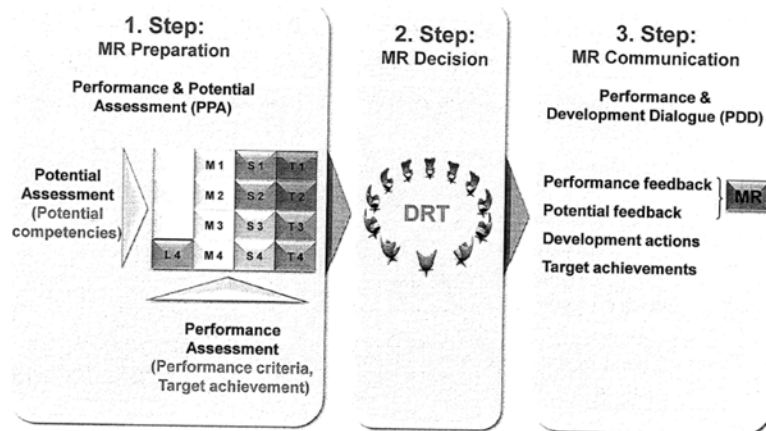 1. Step:
MR Preparation
Performance & Potential
Assessment (PPA)
Potential
Assessment
(Potential
competencies)
M 1 S 1 T 1
M 2 S 2 T 2
M 3 S 3 T 3
L 4 M 4 S 4 T 4
Performance
Assessment
(Performance criteria,
Target achievement)
2. Step:
MR Decision
DRT
3. Step:
MR Communication
Performance &
Development Dialogue (PDD)
Performance feedback
Potential feedback
MR
Development actions
Target achievements